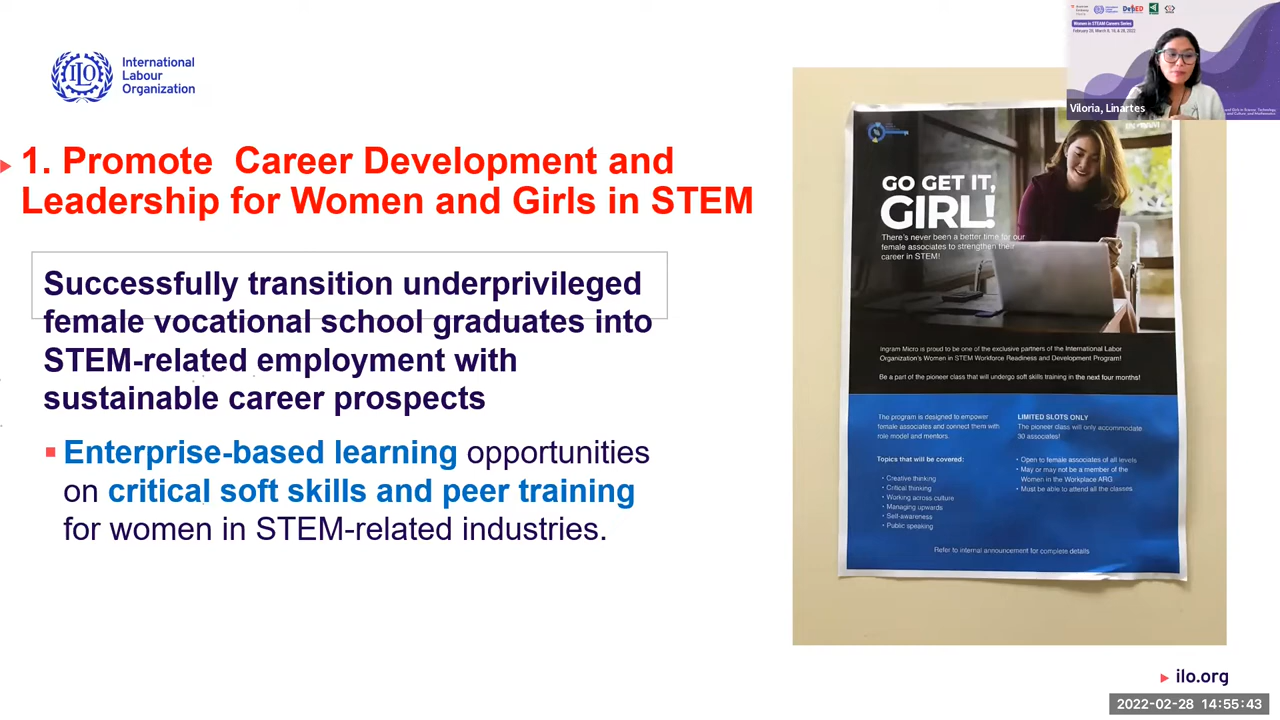 International
Labour
Organization
1. Promote Career Development and
Leadership for Women and Girls in STEM
Successfully transition underprivileged
female vocational school graduates into
STEM-related employment with
sustainable career prospects
Enterprise-based learning opportunities
on critical soft skills and peer training
for women in STEM-related industries.
Women in STEAM Careers Series
Viloria, Linartes
GO GET IT,
GIRL!
There's never been a better time for our
female associates to strengthen their
career in STEM!
Ingram Micro is proud to be one of the exclusive partners of the International Labor
Organization's Women in STEM Workforce Readiness and Development Program!
Be a part of the pioneer class that will undergo soft skills training in the next four months!
The program is designed to empower
female associates and connect them with
role model and mentors.
Topics that will be covered:
• Creative thinking
• Critical thinking
• Working across culture
• Managing upwards
• Self-awareness
• Public speaking
LIMITED SLOTS ONLY
The pioneer class will only accommodate
30 associates!
• Open to female associates of all levels
• May or may not be a member of the
Women in the Workplace ARG
• Must be able to attend all the classes
Refer to internal announcement for complete details
ilo.org
2022-02-28 14:55:43